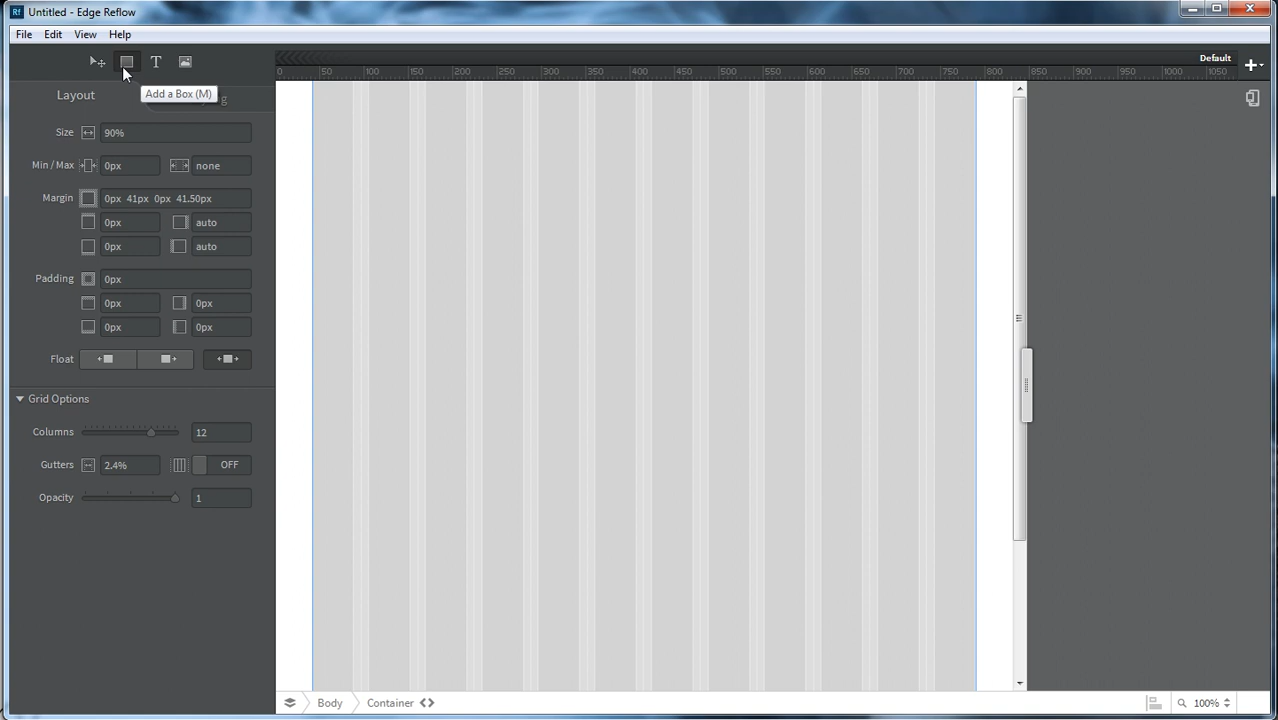 Untitled - Edge Reflow
File Edit View Help
T
Default
0 50 100 150 200 250 300 350 400 450 500 550 600 650 700 750 800 850 900 950 1000 1050
Add a Box (M)
Layout g
Size 90%
Min / Max 0px none
Margin 0px 41px 0px 41.50px
0px auto
0px auto
Padding 0px
0px 0px
0px 0px
Float
Grid Options
Columns 12
Gutters 2.4% OFF
Opacity 1
Body Container 100%